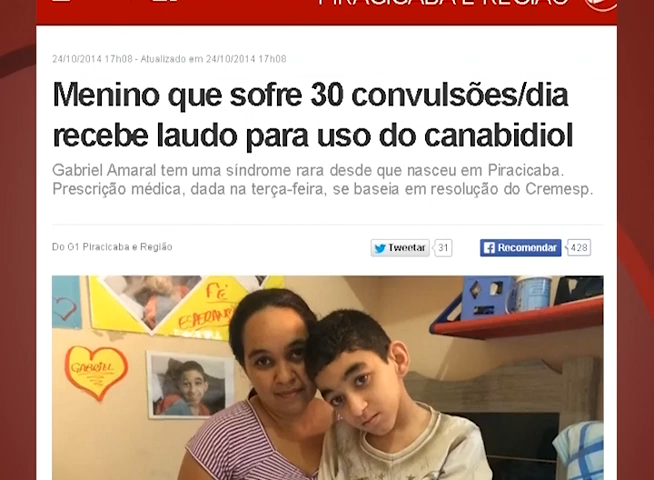 PIRACICABA E REGIÃO
24/10/2014 17h08 - Atualizado em 24/10/2014 17h08
Menino que sofre 30 convulsões/dia
recebe laudo para uso do canabidiol
Gabriel Amaral tem uma síndrome rara desde que nasceu em Piracicaba.
Prescrição médica, dada na terça-feira, se baseia em resolução do Cremesp.
Do G1 Piracicaba e Região
Tweetar 31
Recomendar 428
FÉ
ESPERANÇA
GABRIEL